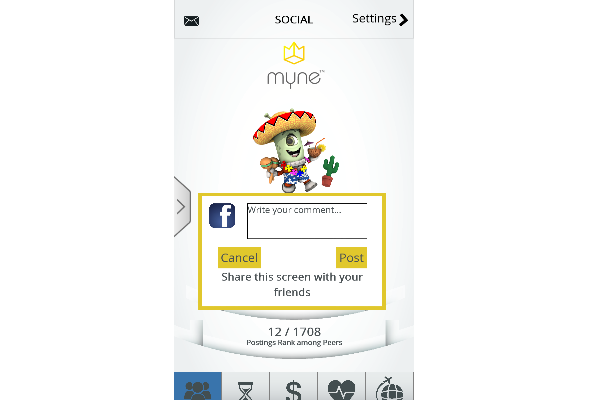 SOCIAL
Settings
myne™
f
Write your comment...
Cancel
Post
Share this screen with your
friends
12 / 1708
Postings Rank among Peers
$